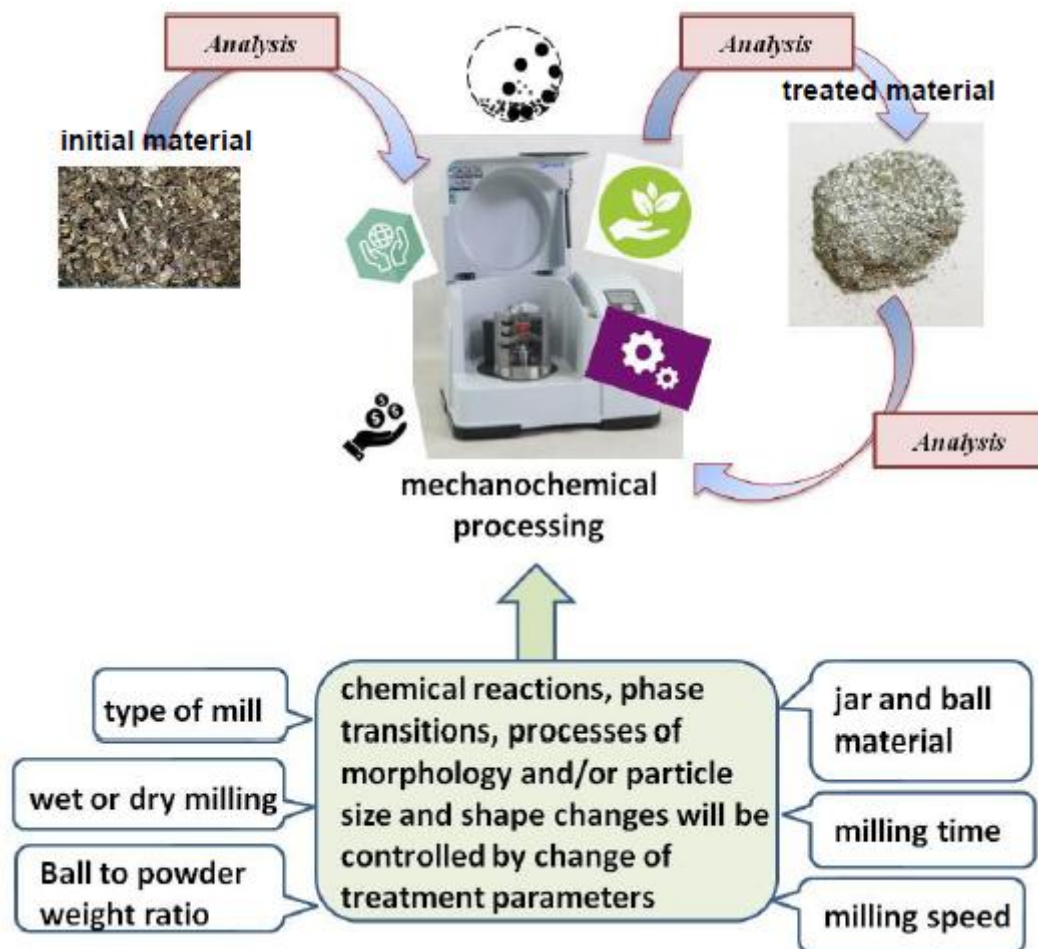 Analysis
Analysis
initial material
treated material
Analysis
mechanochemical
processing
type of mill
wet or dry milling
Ball to powder
weight ratio
chemical reactions, phase
transitions, processes of
morphology and/or particle
size and shape changes will be
controlled by change of
treatment parameters
jar and ball
material
milling time
milling speed